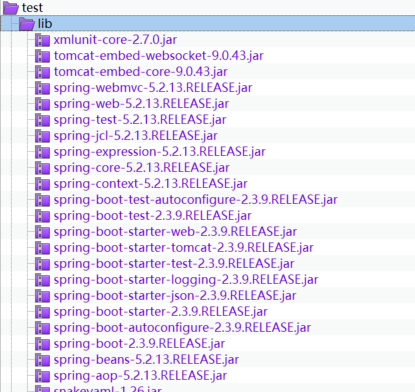 test
lib
xmlunit-core-2.7.0.jar
tomcat-embed-websocket-9.0.43.jar
tomcat-embed-core-9.0.43.jar
spring-webmvc-5.2.13.RELEASE.jar
spring-web-5.2.13.RELEASE.jar
spring-test-5.2.13.RELEASE.jar
spring-jcl-5.2.13.RELEASE.jar
spring-expression-5.2.13.RELEASE.jar
spring-core-5.2.13.RELEASE.jar
spring-context-5.2.13.RELEASE.jar
spring-boot-test-autoconfigure-2.3.9.RELEASE.jar
spring-boot-test-2.3.9.RELEASE.jar
spring-boot-starter-web-2.3.9.RELEASE.jar
spring-boot-starter-tomcat-2.3.9.RELEASE.jar
spring-boot-starter-test-2.3.9.RELEASE.jar
spring-boot-starter-logging-2.3.9.RELEASE.jar
spring-boot-starter-json-2.3.9.RELEASE.jar
spring-boot-starter-2.3.9.RELEASE.jar
spring-boot-autoconfigure-2.3.9.RELEASE.jar
spring-boot-2.3.9.RELEASE.jar
spring-beans-5.2.13.RELEASE.jar
spring-aop-5.2.13.RELEASE.jar
snakeyaml-1.26.jar